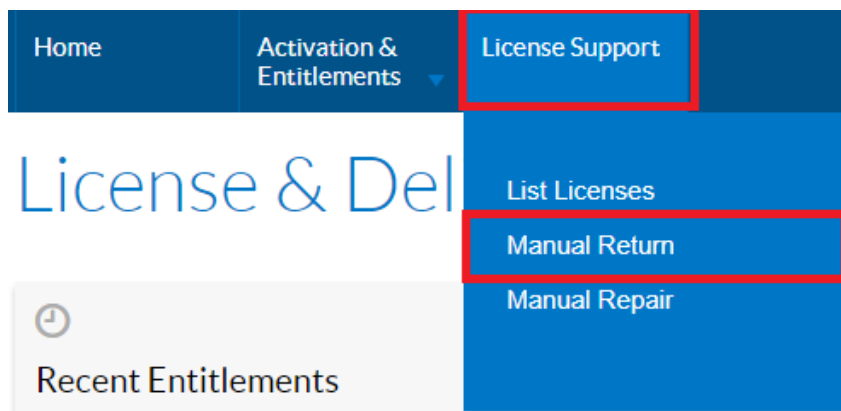 Home
Activation &
Entitlements
License Support
License & Del
List Licenses
Manual Return
Manual Repair
Recent Entitlements